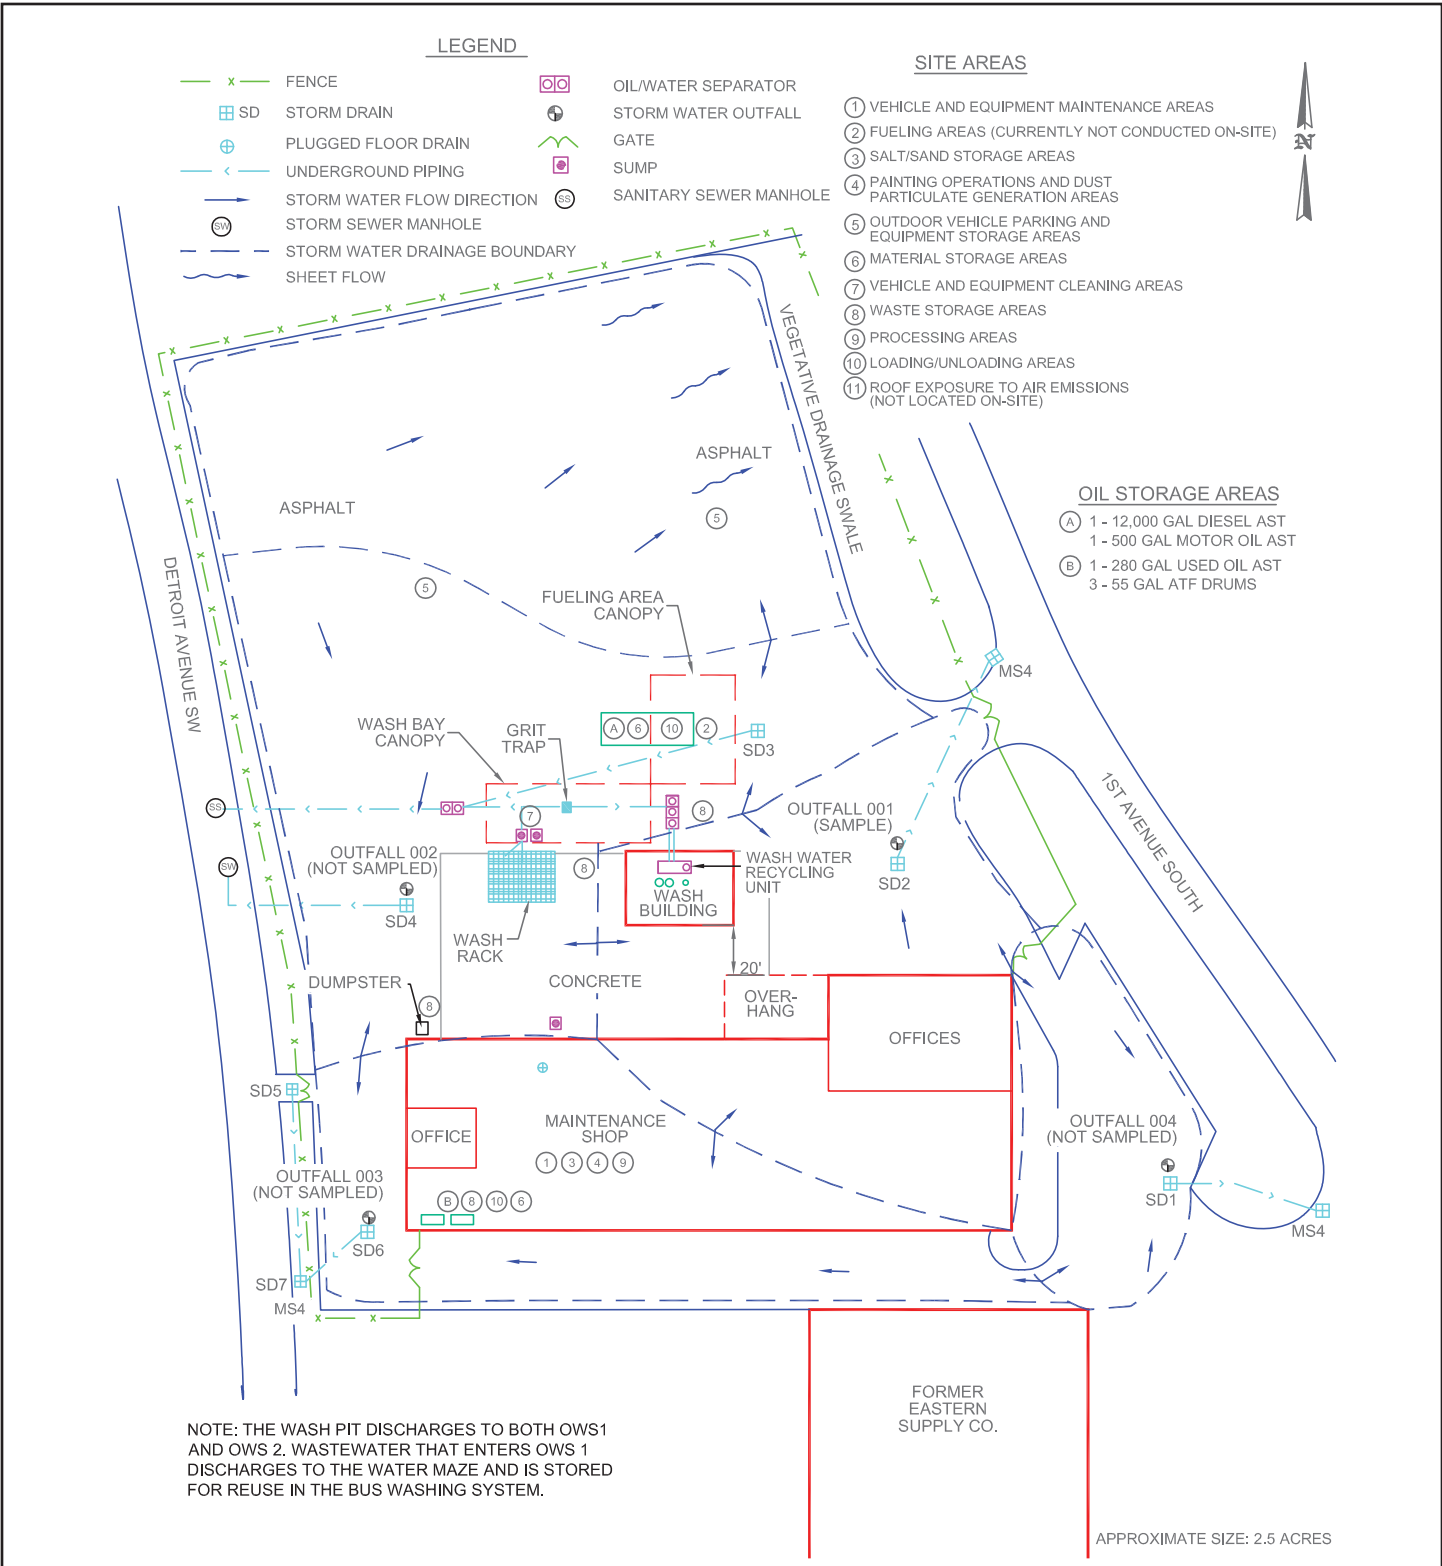 LEGEND
FENCE
SD STORM DRAIN
PLUGGED FLOOR DRAIN
UNDERGROUND PIPING
STORM WATER FLOW DIRECTION
SW STORM SEWER MANHOLE
STORM WATER DRAINAGE BOUNDARY
SHEET FLOW
OIL/WATER SEPARATOR
STORM WATER OUTFALL
GATE
SUMP
SS SANITARY SEWER MANHOLE
SITE AREAS
1 VEHICLE AND EQUIPMENT MAINTENANCE AREAS
2 FUELING AREAS (CURRENTLY NOT CONDUCTED ON-SITE)
3 SALT/SAND STORAGE AREAS
4 PAINTING OPERATIONS AND DUST
PARTICULATE GENERATION AREAS
5 OUTDOOR VEHICLE PARKING AND
EQUIPMENT STORAGE AREAS
6 MATERIAL STORAGE AREAS
7 VEHICLE AND EQUIPMENT CLEANING AREAS
8 WASTE STORAGE AREAS
9 PROCESSING AREAS
10 LOADING/UNLOADING AREAS
11 ROOF EXPOSURE TO AIR EMISSIONS
(NOT LOCATED ON-SITE)
N
OIL STORAGE AREAS
A 1 - 12,000 GAL DIESEL AST
1 - 500 GAL MOTOR OIL AST
B 1 - 280 GAL USED OIL AST
3 - 55 GAL ATF DRUMS
VEGETATIVE DRAINAGE SWALE
ASPHALT
5
ASPHALT
5
DETROIT AVENUE SW
FUELING AREA
CANOPY
MS4
WASH BAY
CANOPY
GRIT
TRAP
A 6 10 2
SD3
SS
7
8
OUTFALL 001
(SAMPLE)
SD2
1ST AVENUE SOUTH
OUTFALL 002
(NOT SAMPLED)
SW
SD4
8
WASH WATER
RECYCLING
UNIT
WASH
BUILDING
WASH
RACK
20'
DUMPSTER
8
CONCRETE
OVER-
HANG
OFFICES
SD5
OFFICE
MAINTENANCE
SHOP
1 3 4 9
OUTFALL 004
(NOT SAMPLED)
SD1
MS4
OUTFALL 003
(NOT SAMPLED)
B 8 10 6
SD6
SD7
MS4
FORMER
EASTERN
SUPPLY CO.
NOTE: THE WASH PIT DISCHARGES TO BOTH OWS1
AND OWS 2. WASTEWATER THAT ENTERS OWS 1
DISCHARGES TO THE WATER MAZE AND IS STORED
FOR REUSE IN THE BUS WASHING SYSTEM.
APPROXIMATE SIZE: 2.5 ACRES